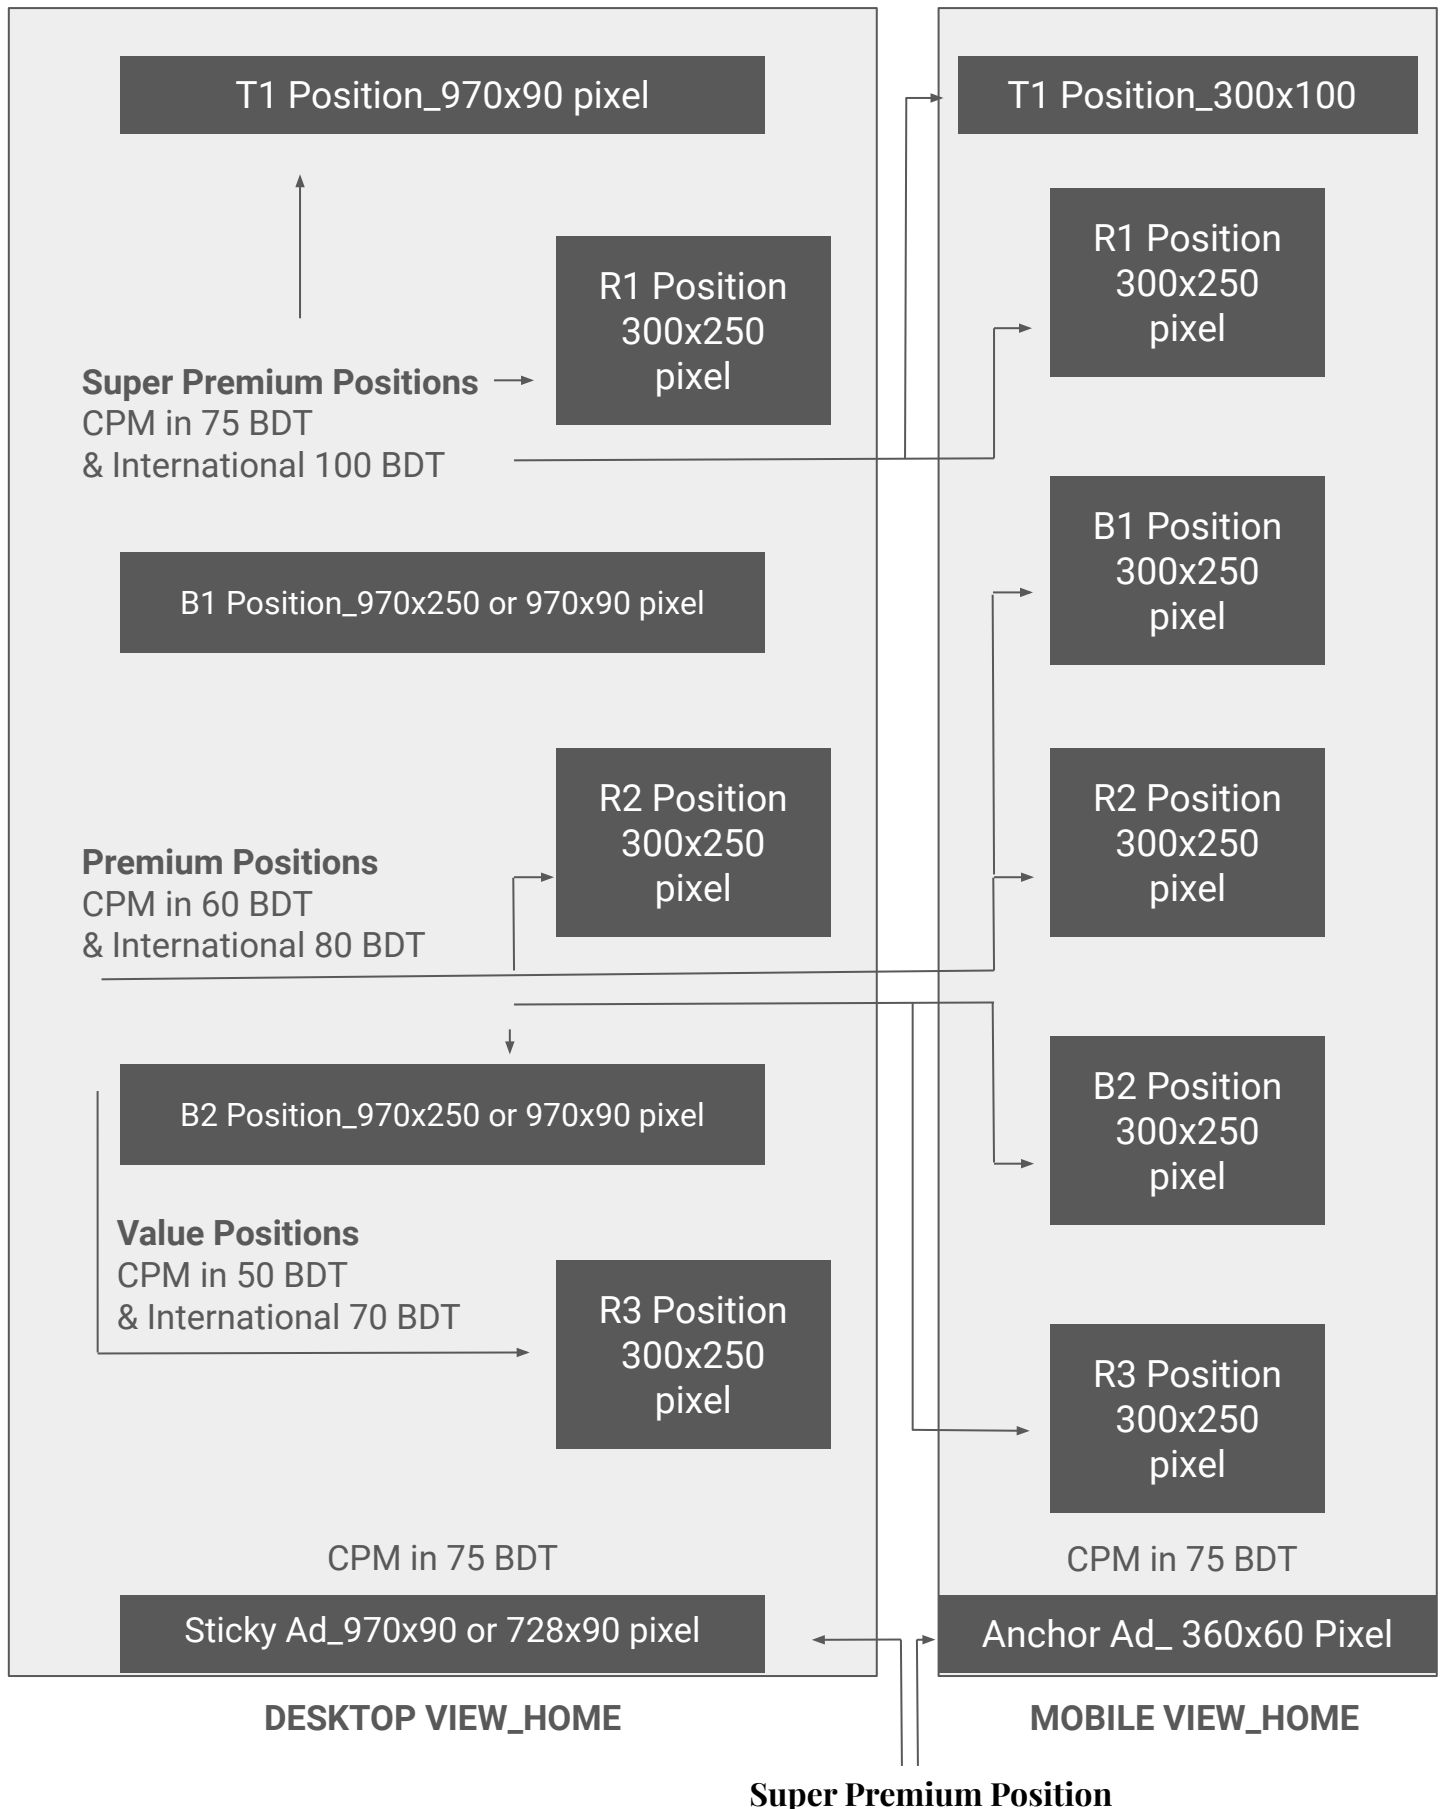 T1 Position_970x90 pixel
R1 Position
300x250
pixel
Super Premium Positions
CPM in 75 BDT
& International 100 BDT
B1 Position_970x250 or 970x90 pixel
R2 Position
300x250
pixel
Premium Positions
CPM in 60 BDT
& International 80 BDT
B2 Position_970x250 or 970x90 pixel
Value Positions
CPM in 50 BDT
& International 70 BDT
R3 Position
300x250
pixel
CPM in 75 BDT
Sticky Ad_970x90 or 728x90 pixel
DESKTOP VIEW_HOME
T1 Position_300x100
R1 Position
300x250
pixel
B1 Position
300x250
pixel
R2 Position
300x250
pixel
B2 Position
300x250
pixel
R3 Position
300x250
pixel
CPM in 75 BDT
Anchor Ad_ 360x60 Pixel
MOBILE VIEW_HOME
Super Premium Position